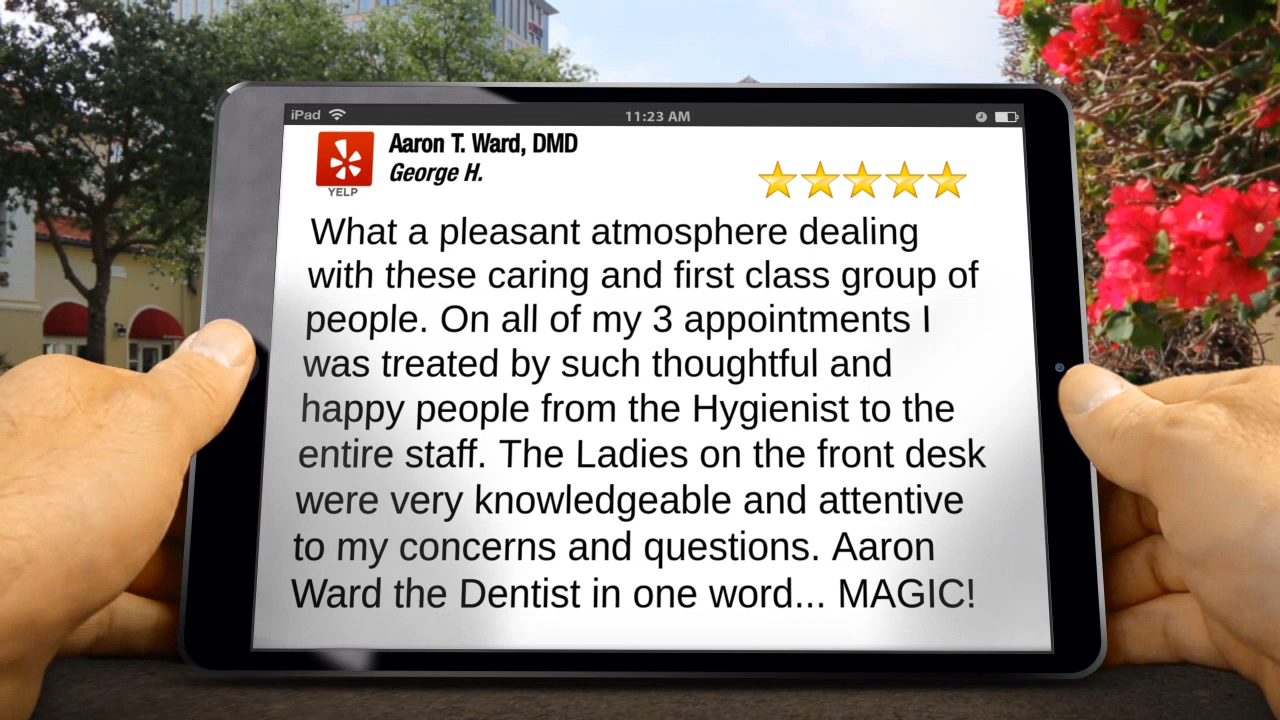 iPad
11:23 AM
Aaron T. Ward, DMD
George H.
YELP
What a pleasant atmosphere dealing
with these caring and first class group of
people. On all of my 3 appointments I
was treated by such thoughtful and
happy people from the Hygienist to the
entire staff. The Ladies on the front desk
were very knowledgeable and attentive
to my concerns and questions. Aaron
Ward the Dentist in one word... MAGIC!